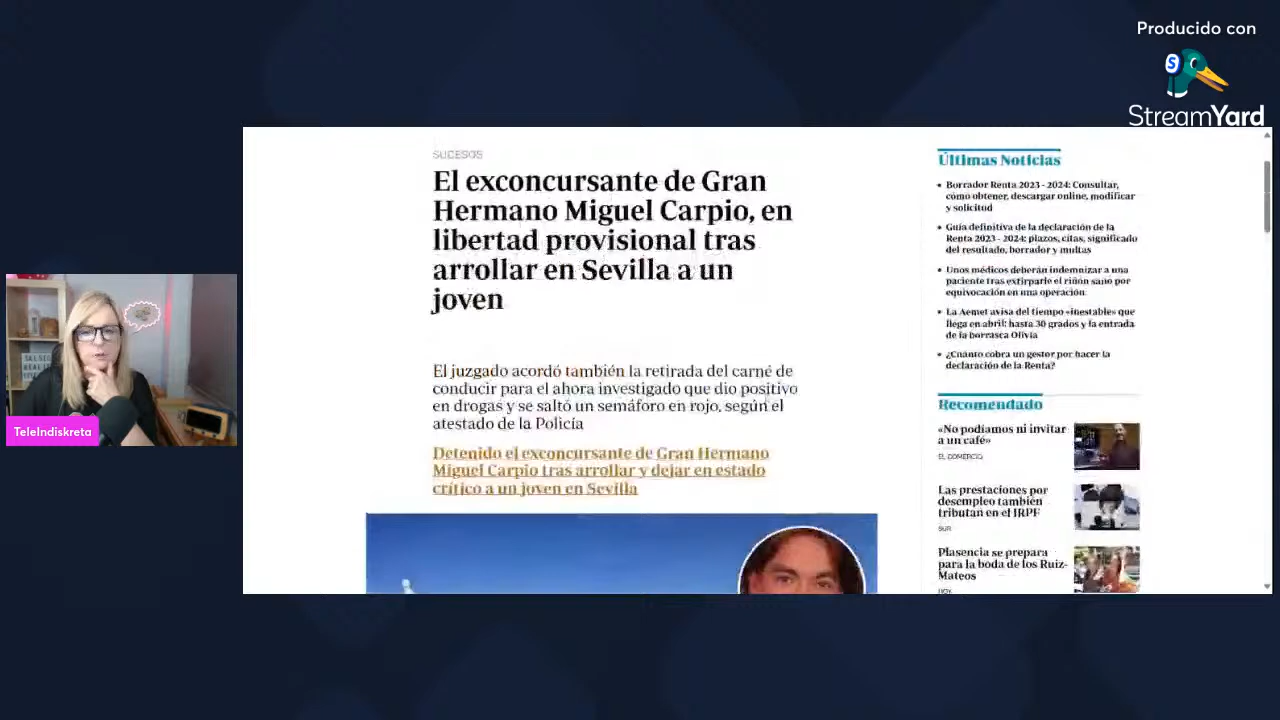 Producido con
StreamYard
SUCESOS
El exconcursante de Gran
Hermano Miguel Carpio, en
libertad provisional tras
arrollar en Sevilla a un
joven
El juzgado acordó también la retirada del carné de
conducir para el ahora investigado que dio positivo
en drogas y se saltó un semáforo en rojo, según el
atestado de la Policía
Detenido el exconcursante de Gran Hermano
Miguel Carpio tras arrollar y dejar en estado
crítico a un joven en Sevilla
Últimas Noticias
Borrador Renta 2023 - 2024: Consultar,
cómo obtener, descargar online, modificar
y solicitud
Guía definitiva de la declaración de la
Renta 2023 - 2024: plazos, citas, significado
del resultado, borrador y multas
Unos médicos deberán indemnizar a una
paciente tras extirparle el riñón sano por
equivocación en una operación
La Aemet avisa del tiempo «inestable» que
llega en abril: hasta 30 grados y la entrada
de la borrasca Olivia
¿Cuánto cobra un gestor por hacer la
declaración de la Renta?
Recomendado
«No podíamos ni invitar
a un café»
EL COMERCIO
Las prestaciones por
desempleo también
tributan en el IRPF
SUR
Plasencia se prepara
para la boda de los Ruiz-
Mateos
HOY
TeleIndiskreta